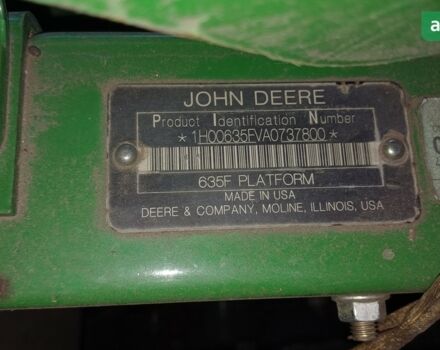 JOHN DEERE
Product Identification Number
*1H00635FVA0737800*
635F PLATFORM
MADE IN USA
DEERE & COMPANY, MOLINE, ILLINOIS, USA